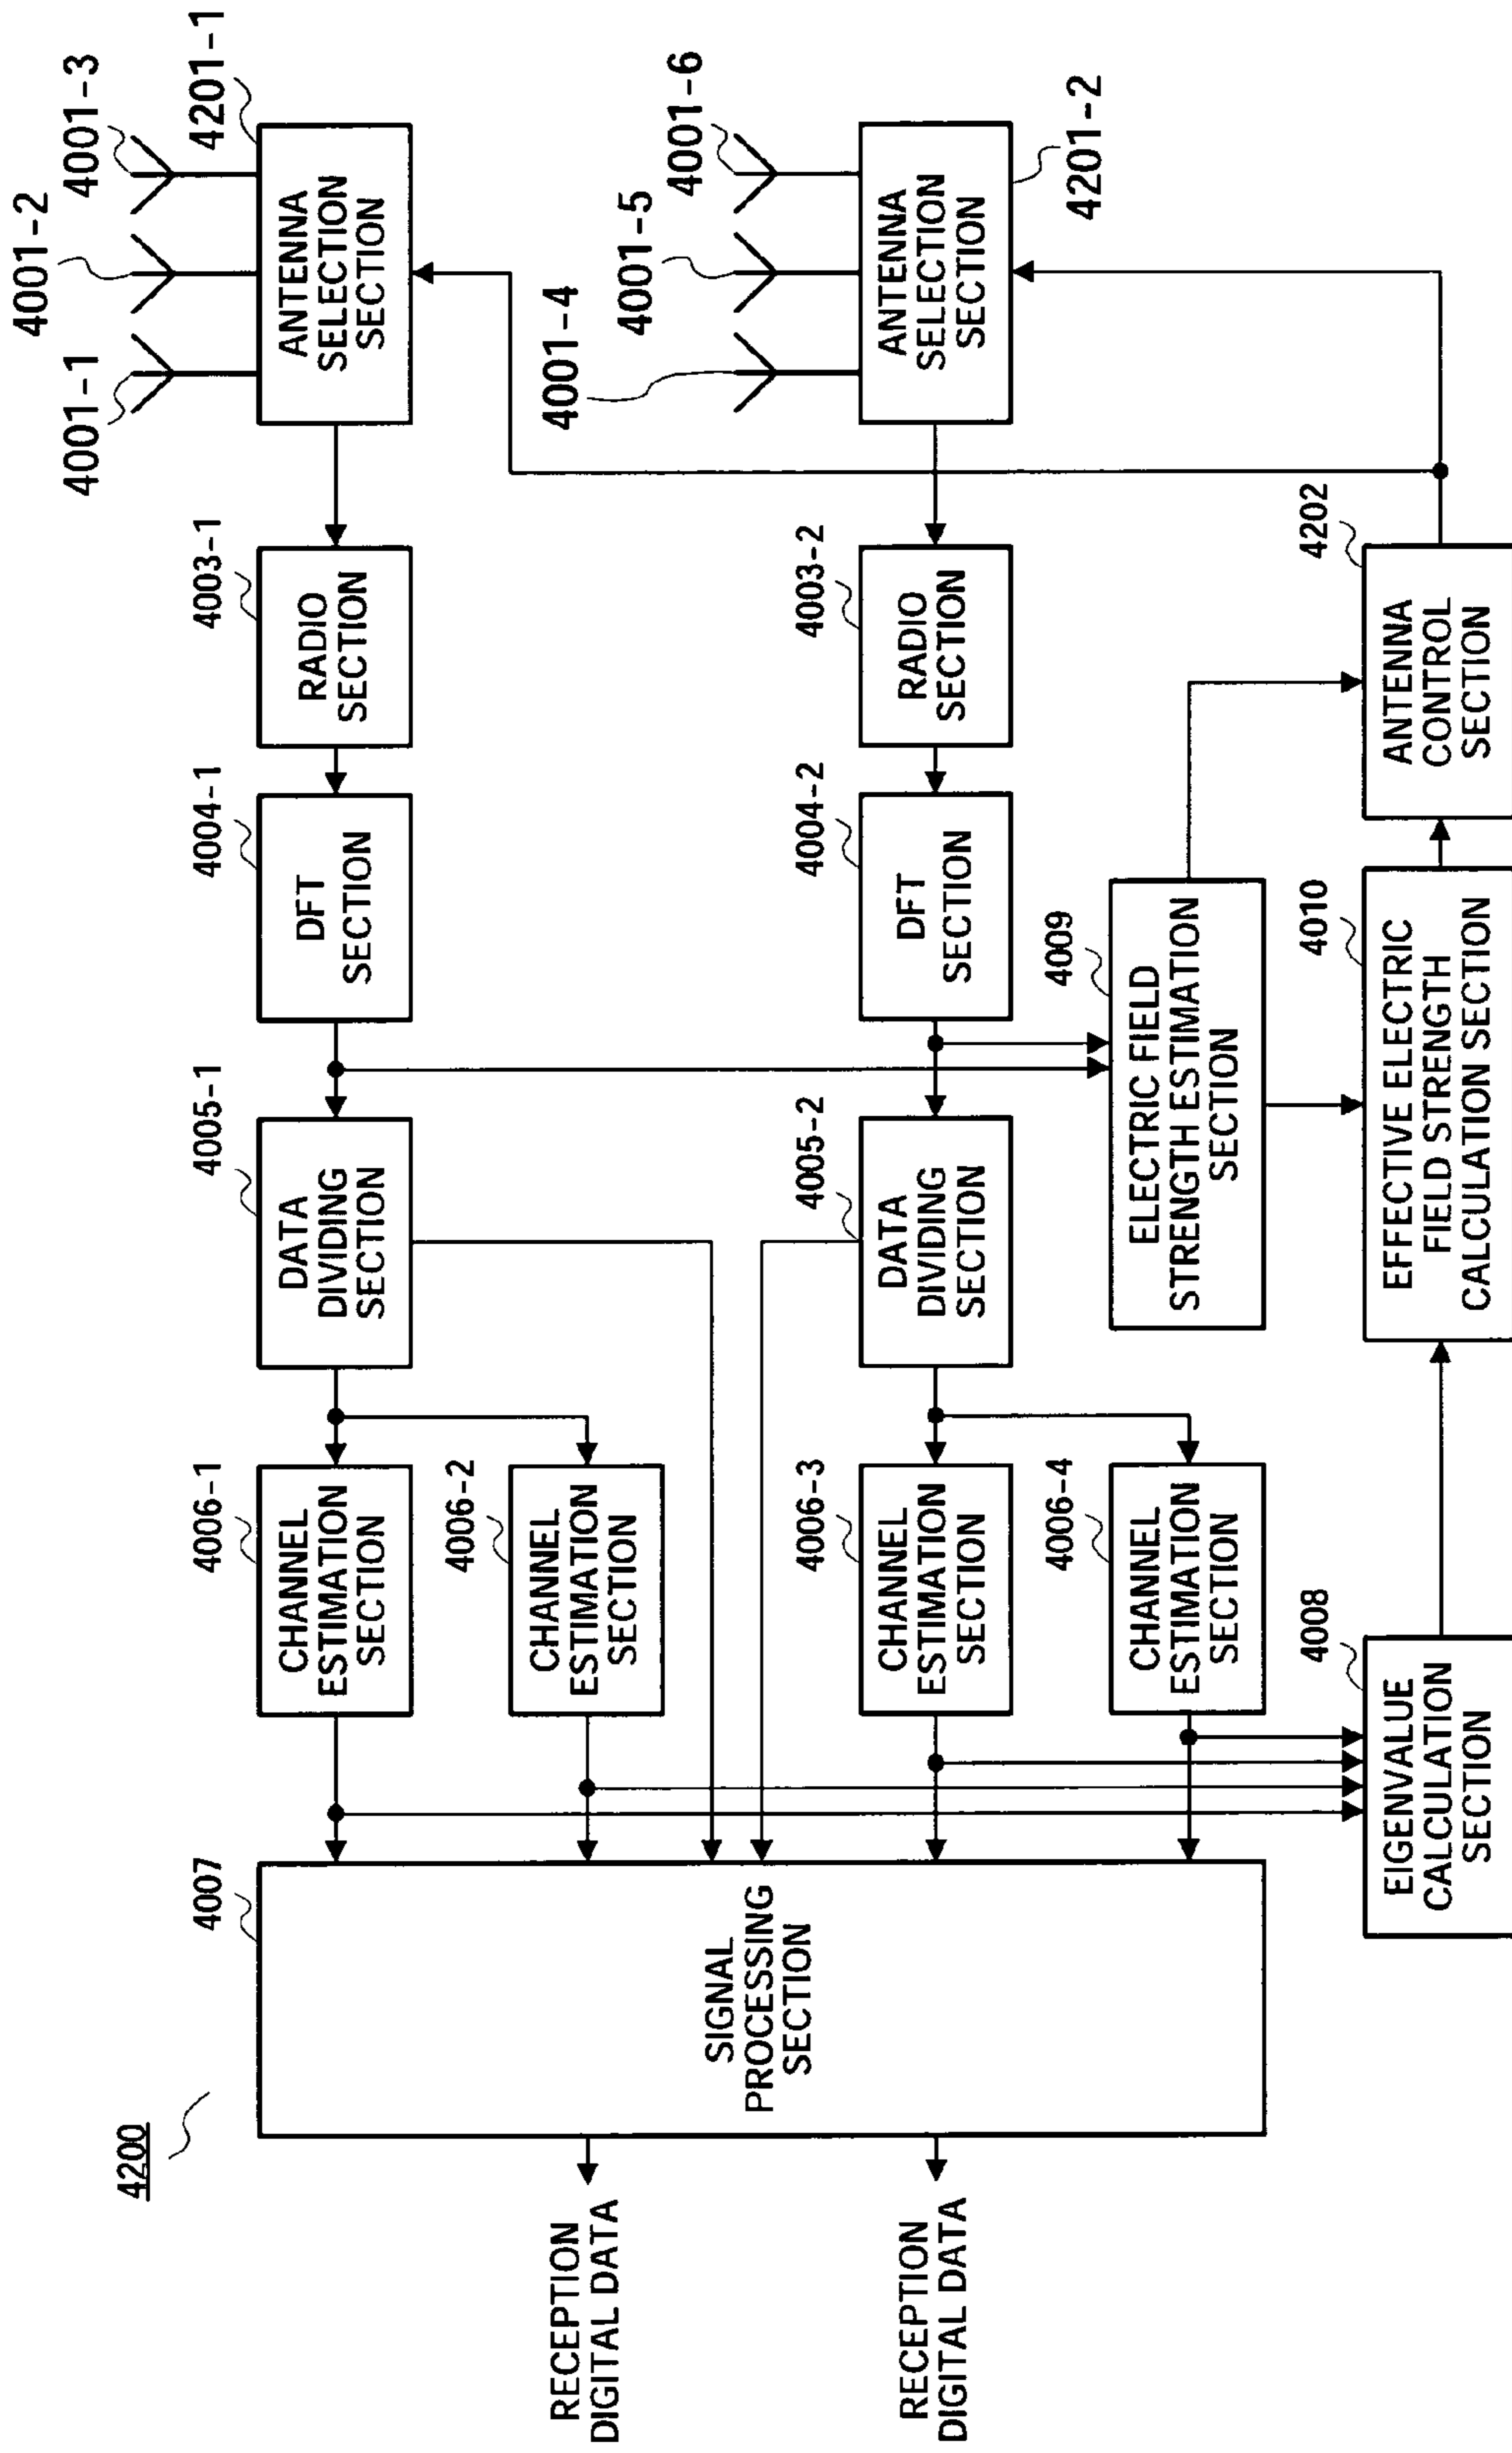 4200
4001-1
4001-2
4001-3
4201-1
ANTENNA
SELECTION
SECTION
4003-1
RADIO
SECTION
4004-1
DFT
SECTION
4005-1
DATA
DIVIDING
SECTION
4006-1
CHANNEL
ESTIMATION
SECTION
4006-2
CHANNEL
ESTIMATION
SECTION
4007
SIGNAL
PROCESSING
SECTION
RECEPTION
DIGITAL DATA
RECEPTION
DIGITAL DATA
4001-4
4001-5
4001-6
4201-2
ANTENNA
SELECTION
SECTION
4003-2
RADIO
SECTION
4004-2
DFT
SECTION
4005-2
DATA
DIVIDING
SECTION
4006-3
CHANNEL
ESTIMATION
SECTION
4006-4
CHANNEL
ESTIMATION
SECTION
4009
ELECTRIC FIELD
STRENGTH ESTIMATION
SECTION
4008
EIGENVALUE
CALCULATION
SECTION
4010
EFFECTIVE ELECTRIC
FIELD STRENGTH
CALCULATION SECTION
4202
ANTENNA
CONTROL
SECTION